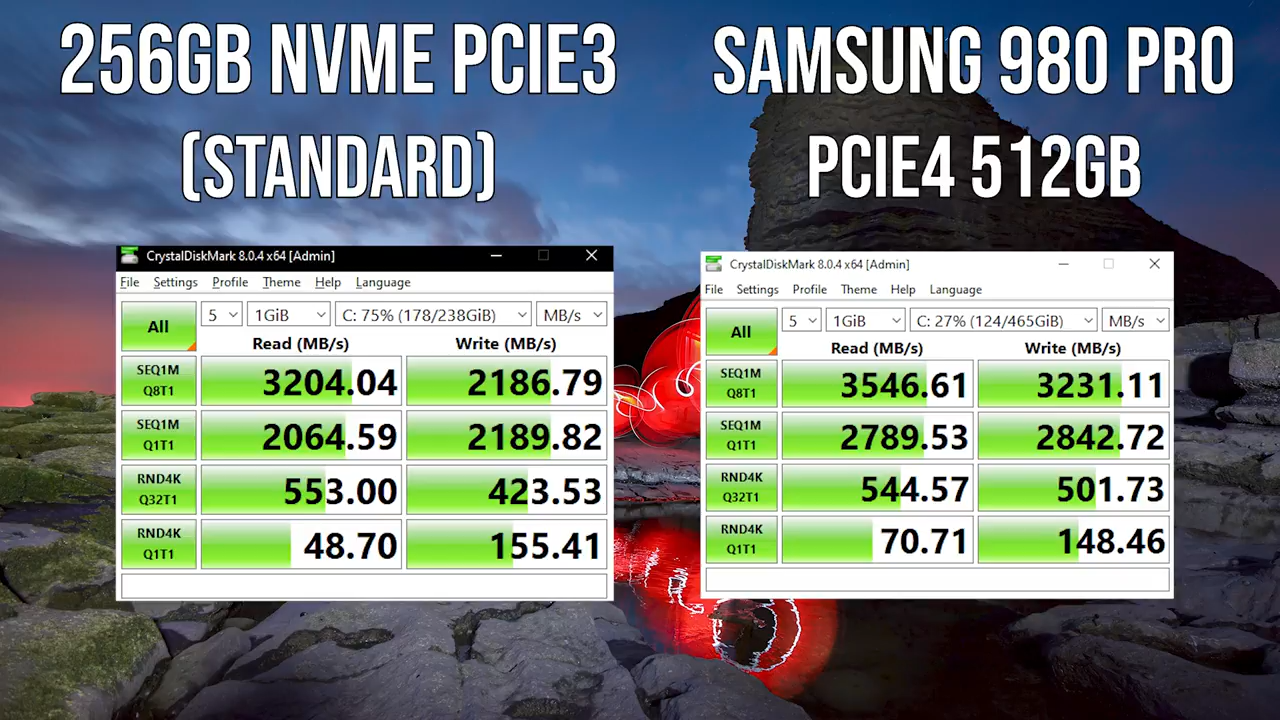 256GB NVME PCIE3
(STANDARD)
SAMSUNG 980 PRO
PCIE4 512GB
CrystalDiskMark 8.0.4 x64 [Admin]
File Settings Profile Theme Help Language
All 5 1GiB C: 75% (178/238GiB) MB/s
Read (MB/s) Write (MB/s)
SEQ1M
Q8T1 3204.04 2186.79
SEQ1M
Q1T1 2064.59 2189.82
RND4K
Q32T1 553.00 423.53
RND4K
Q1T1 48.70 155.41
CrystalDiskMark 8.0.4 x64 [Admin]
File Settings Profile Theme Help Language
All 5 1GiB C: 27% (124/465GiB) MB/s
Read (MB/s) Write (MB/s)
SEQ1M
Q8T1 3546.61 3231.11
SEQ1M
Q1T1 2789.53 2842.72
RND4K
Q32T1 544.57 501.73
RND4K
Q1T1 70.71 148.46